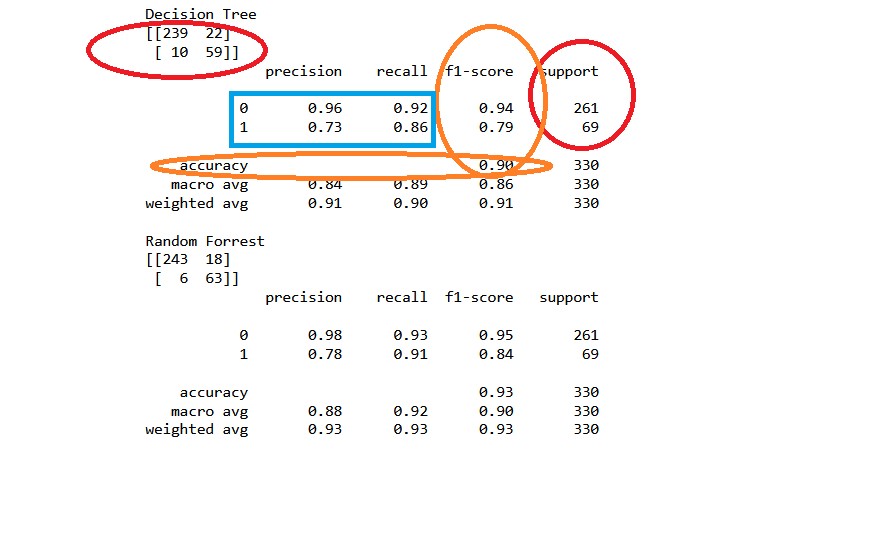 Decision Tree
[[239  22]
 [ 10  59]]
              precision    recall  f1-score   support

           0       0.96      0.92      0.94       261
           1       0.73      0.86      0.79        69

    accuracy                           0.90       330
   macro avg       0.84      0.89      0.86       330
weighted avg       0.91      0.90      0.91       330

Random Forrest
[[243  18]
 [  6  63]]
              precision    recall  f1-score   support

           0       0.98      0.93      0.95       261
           1       0.78      0.91      0.84        69

    accuracy                           0.93       330
   macro avg       0.88      0.92      0.90       330
weighted avg       0.93      0.93      0.93       330